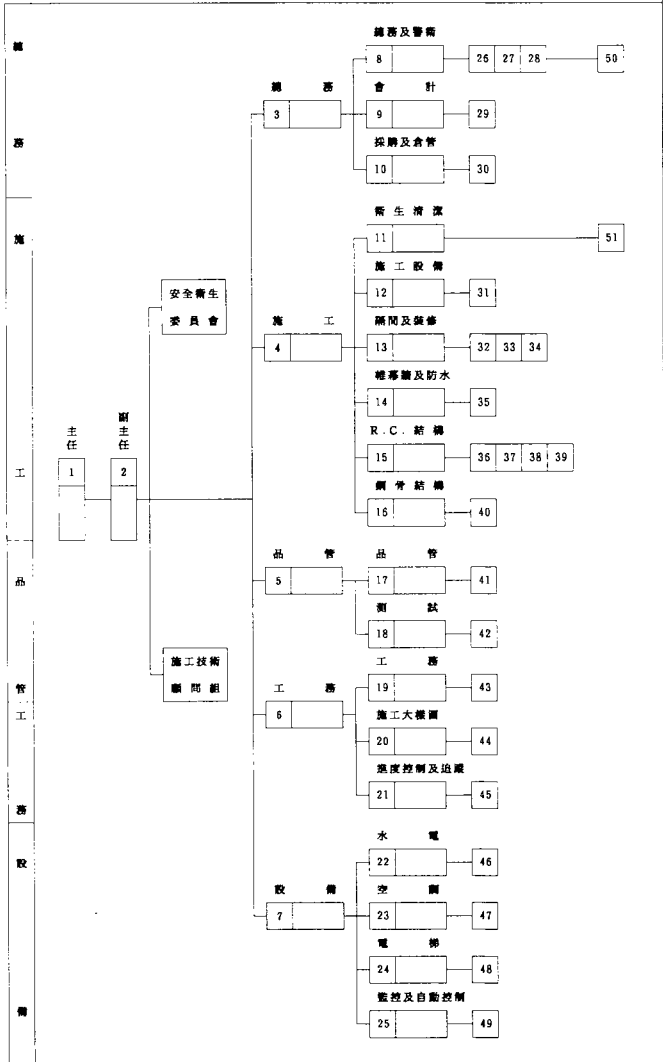 總務
施工
品管
工務
設備
主任
1
副主任
2
安全衛生
委員會
施工技術
顧問組
總務
3
總務及警衛
8
26 27 28
50
會計
9
29
採購及倉管
10
30
施工
4
衛生清潔
11
51
施工設備
12
31
隔間及裝修
13
32 33 34
帷幕牆及防水
14
35
R.C.結構
15
36 37 38 39
鋼骨結構
16
40
品管
5
品管
17
41
測試
18
42
工務
6
工務
19
43
施工大樣圖
20
44
進度控制及追蹤
21
45
設備
7
水電
22
46
空調
23
47
電梯
24
48
監控及自動控制
25
49